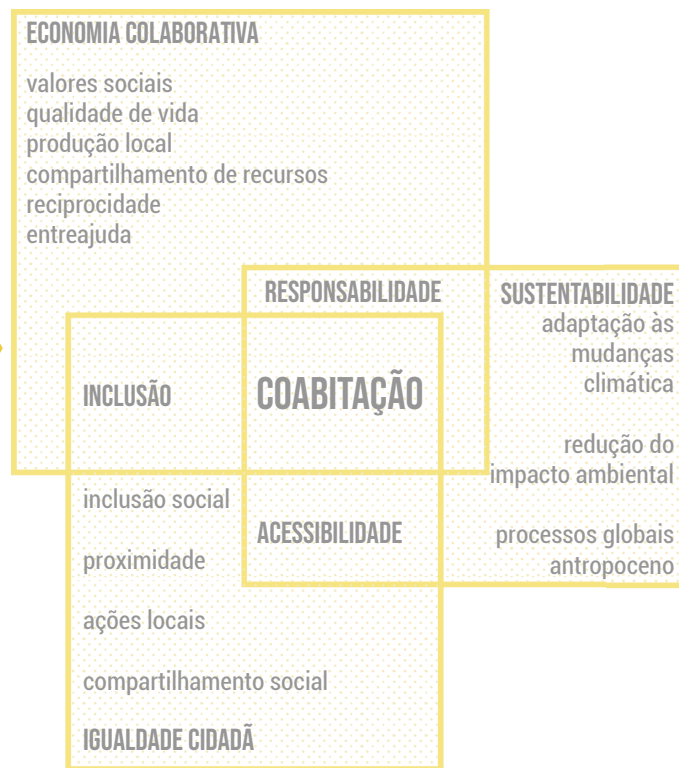 ECONOMIA COLABORATIVA
valores sociais
qualidade de vida
produção local
compartilhamento de recursos
reciprocidade
entreajuda
RESPONSABILIDADE
SUSTENTABILIDADE
adaptação às
mudanças
climática
INCLUSÃO
COABITAÇÃO
redução do
impacto ambiental
inclusão social
ACESSIBILIDADE
processos globais
antropoceno
proximidade
ações locais
compartilhamento social
IGUALDADE CIDADÃ